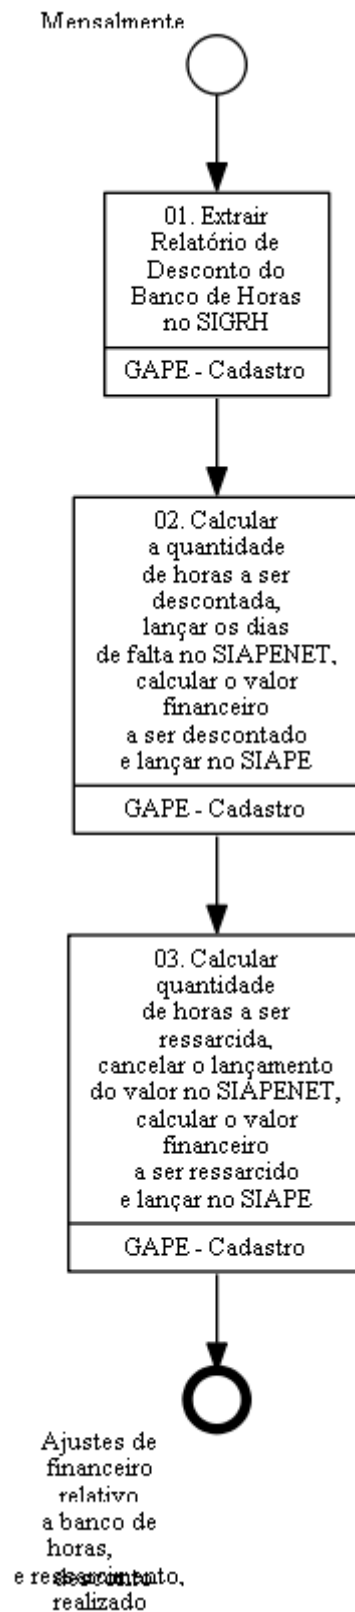 Mensalmente
01. Extrair
Relatório de
Desconto do
Banco de Horas
no SIGRH
GAPE - Cadastro
02. Calcular
a quantidade
de horas a ser
descontada,
lançar os dias
de falta no SIAPENET,
calcular o valor
financeiro
a ser descontado
e lançar no SIAPE
GAPE - Cadastro
03. Calcular
quantidade
de horas a ser
ressarcida,
cancelar o lançamento
do valor no SIAPENET,
calcular o valor
financeiro
a ser ressarcido
e lançar no SIAPE
GAPE - Cadastro
Ajustes de
financeiro
relativo
a banco de
horas,
desconto
e ressarcimento,
realizado